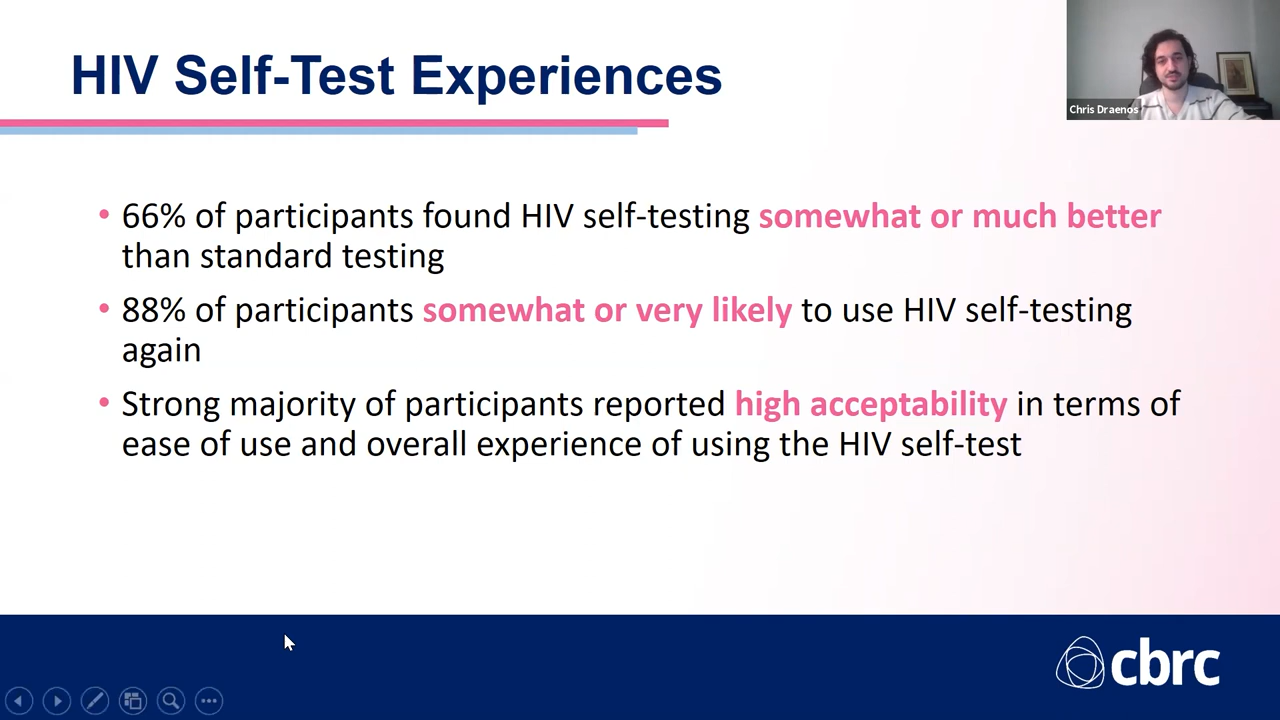 HIV Self-Test Experiences
Chris Draenos
• 66% of participants found HIV self-testing somewhat or much better
than standard testing
• 88% of participants somewhat or very likely to use HIV self-testing
again
• Strong majority of participants reported high acceptability in terms of
ease of use and overall experience of using the HIV self-test
cbrc